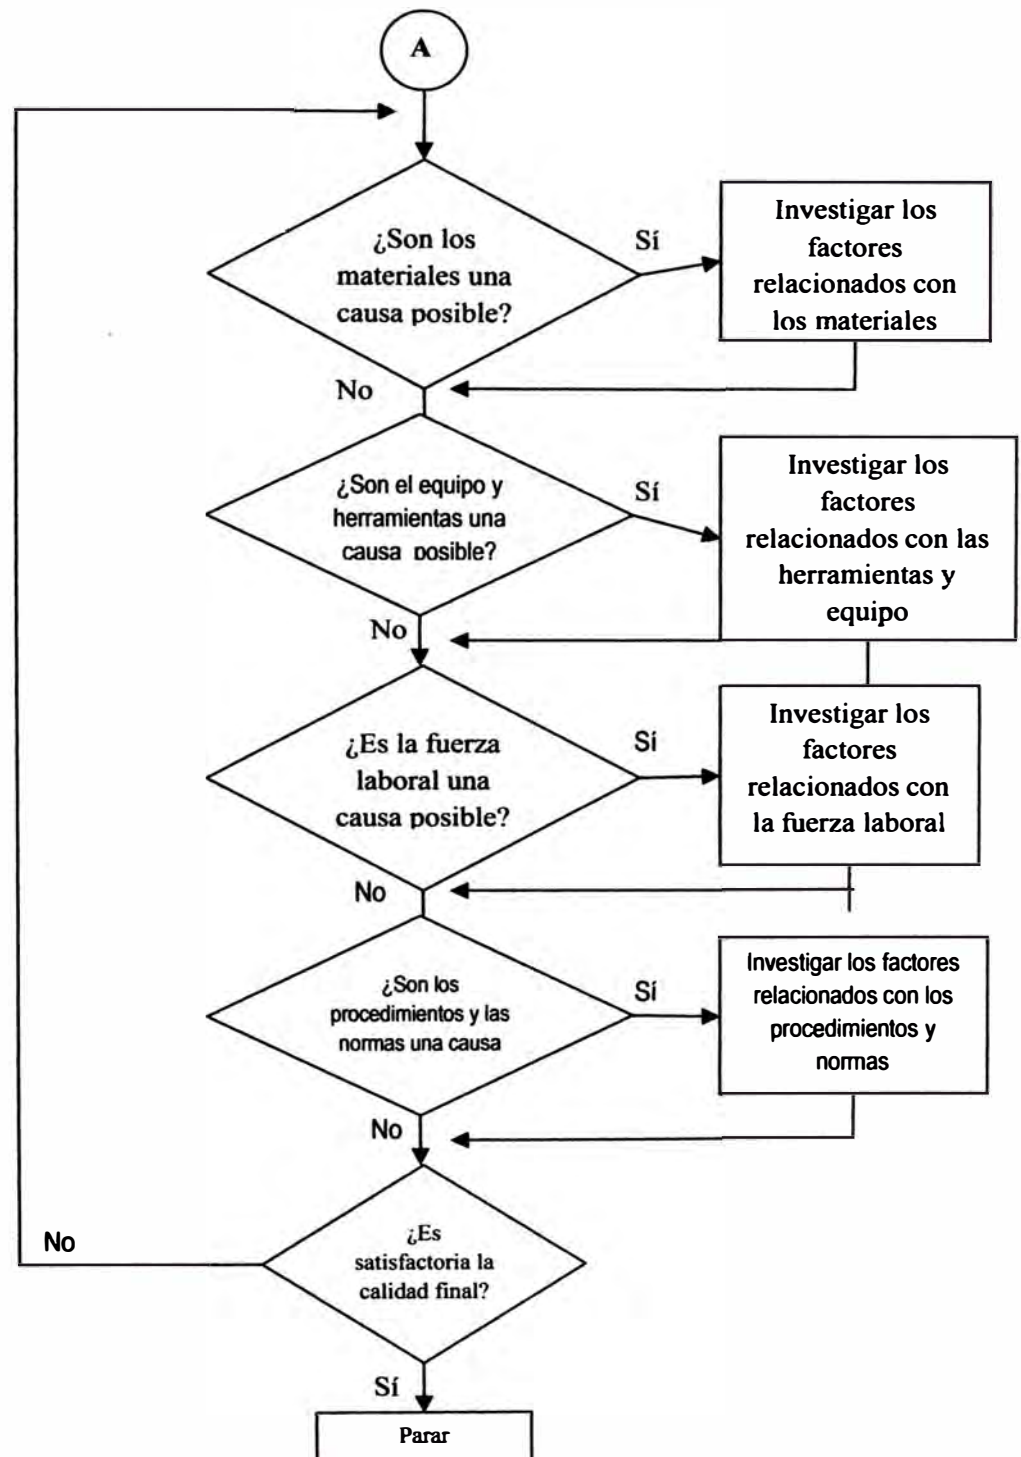 A
¿Son los
materiales una
causa posible?
Sí
Investigar los
factores
relacionados con
los materiales
No
¿Son el equipo y
herramientas una
causa posible?
Sí
Investigar los
factores
relacionados con las
herramientas y
equipo
No
¿Es la fuerza
laboral una
causa posible?
Sí
Investigar los
factores
relacionados con
la fuerza laboral
No
¿Son los
procedimientos y las
normas una causa
Sí
Investigar los factores
relacionados con los
procedimientos y
normas
No
¿Es
satisfactoria la
calidad final?
No
Sí
Parar